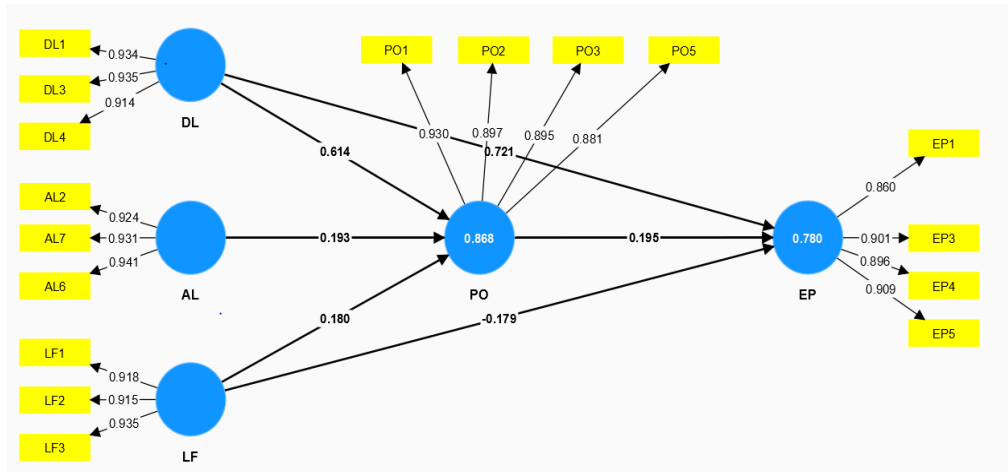 DL1
0.934
DL3
0.935
DL4
0.914
DL
PO1
PO2
PO3
PO5
0.930
0.897
0.895
0.881
0.721
0.614
EP1
0.860
AL2
0.924
AL7
0.931
AL6
0.941
AL
0.193
0.868
PO
0.195
0.780
EP
0.901
EP3
0.896
EP4
0.909
EP5
0.180
-0.179
LF1
0.918
LF2
0.915
LF3
0.935
LF